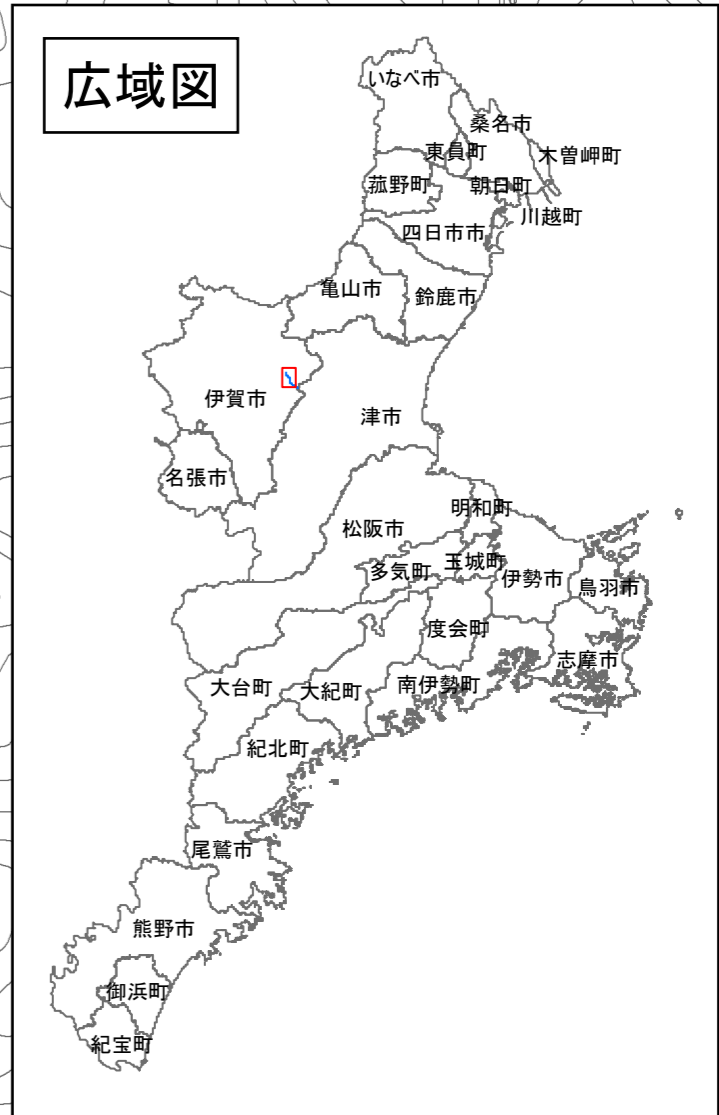 広域図
いなべ市
桑名市
東員町
木曽岬町
菰野町
朝日町
川越町
四日市市
亀山市
鈴鹿市
伊賀市
津市
名張市
明和町
松阪市
玉城町
多気町
伊勢市
鳥羽市
度会町
志摩市
大台町
大紀町
南伊勢町
紀北町
尾鷲市
熊野市
御浜町
紀宝町